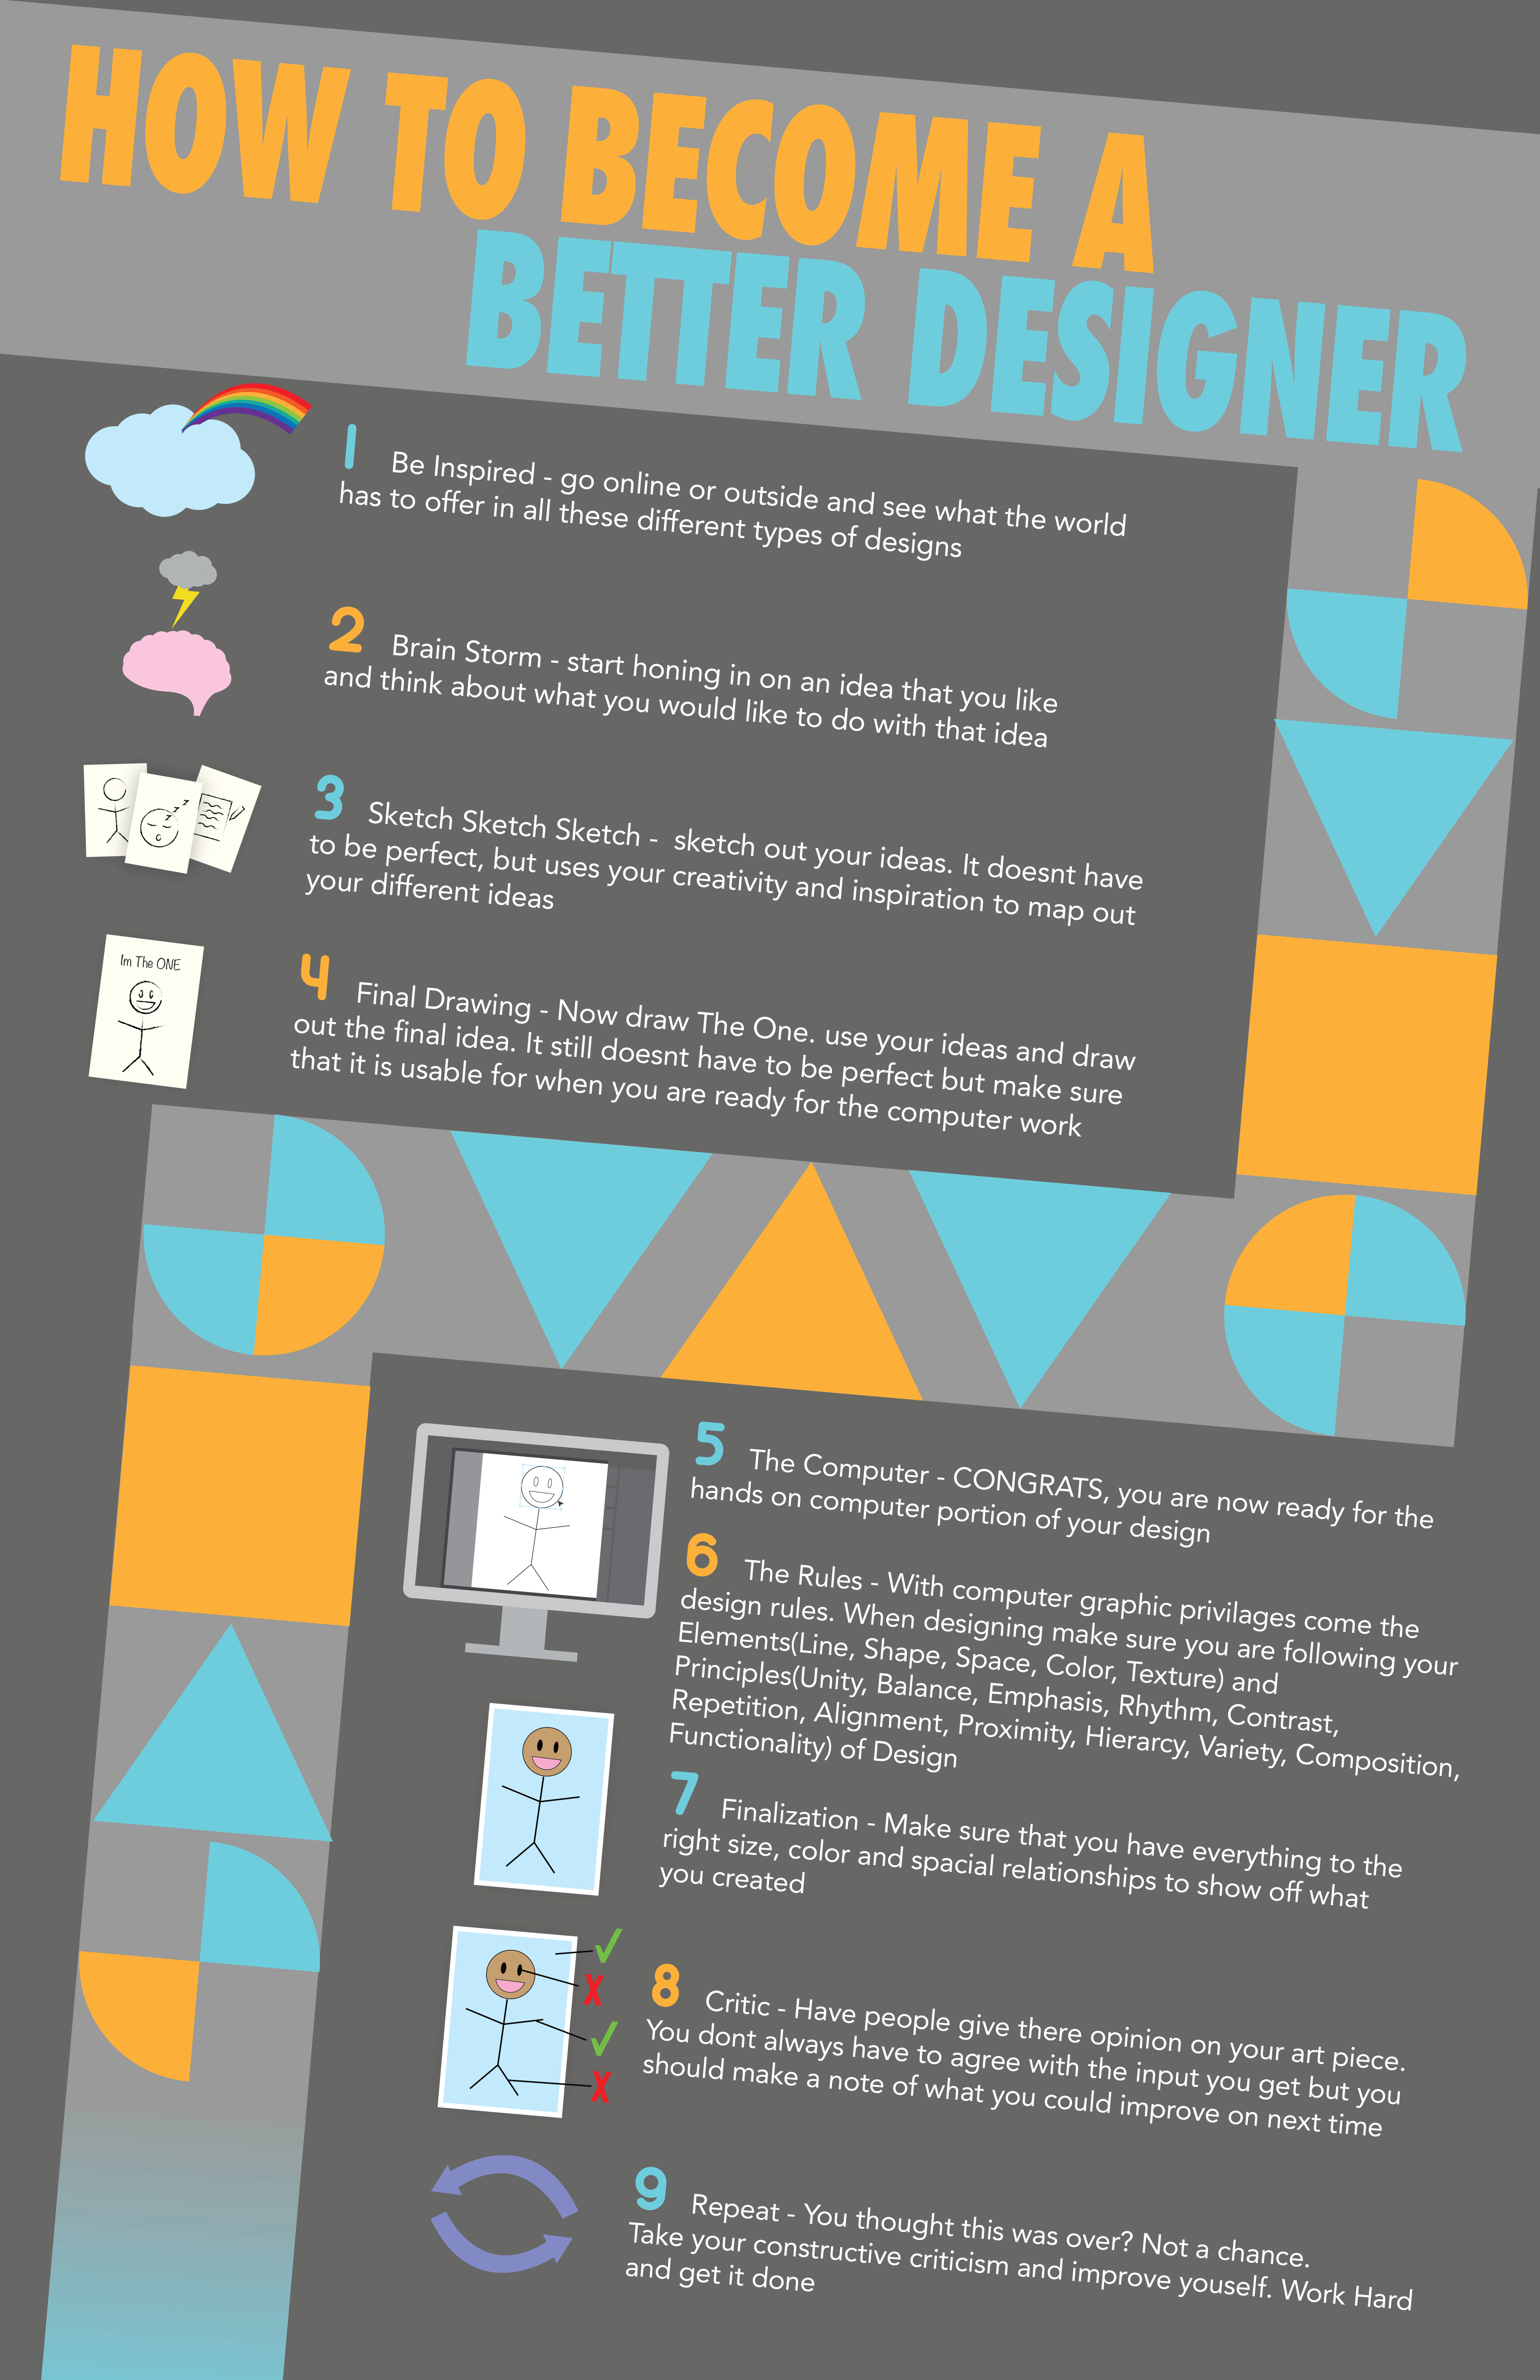 HOW TO BECOME A
BETTER DESIGNER
1 Be Inspired - go online or outside and see what the world
has to offer in all these different types of designs
2 Brain Storm - start honing in on an idea that you like
and think about what you would like to do with that idea
z z z
3 Sketch Sketch Sketch - sketch out your ideas. It doesnt have
to be perfect, but uses your creativity and inspiration to map out
your different ideas
Im The ONE
4 Final Drawing - Now draw The One. use your ideas and draw
out the final idea. It still doesnt have to be perfect but make sure
that it is usable for when you are ready for the computer work
5 The Computer - CONGRATS, you are now ready for the
hands on computer portion of your design
6 The Rules - With computer graphic privilages come the
design rules. When designing make sure you are following your
Elements(Line, Shape, Space, Color, Texture) and
Principles(Unity, Balance, Emphasis, Rhythm, Contrast,
Repetition, Alignment, Proximity, Hierarcy, Variety, Composition,
Functionality) of Design
7 Finalization - Make sure that you have everything to the
right size, color and spacial relationships to show off what
you created
8 Critic - Have people give there opinion on your art piece.
You dont always have to agree with the input you get but you
should make a note of what you could improve on next time
9 Repeat - You thought this was over? Not a chance.
Take your constructive criticism and improve youself. Work Hard
and get it done